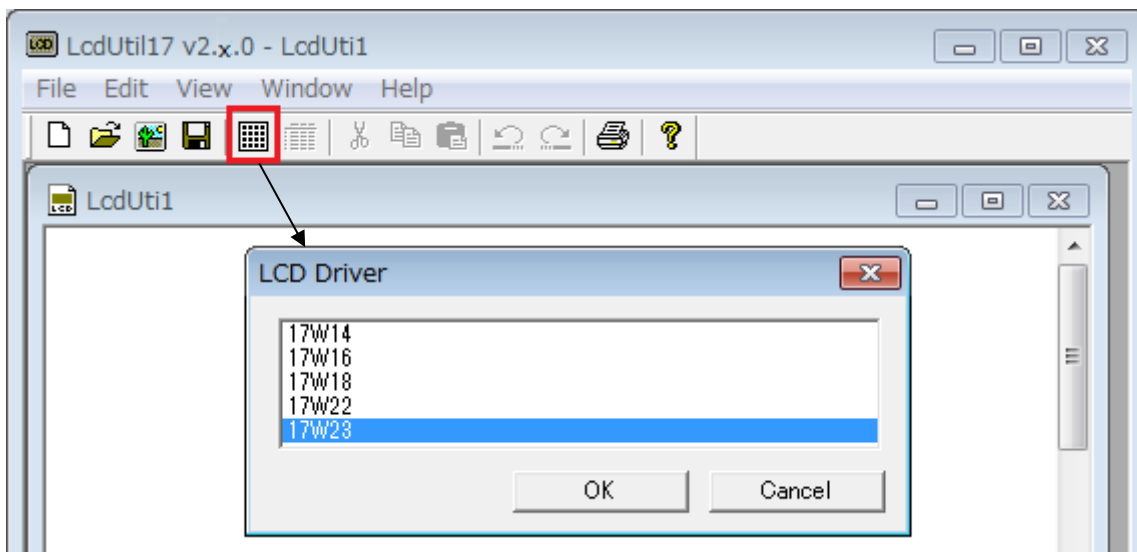 LcdUtil17 v2.x.0 - LcdUti1
File Edit View Window Help
LcdUti1
LCD Driver
17W14
17W16
17W18
17W22
17W23
OK Cancel